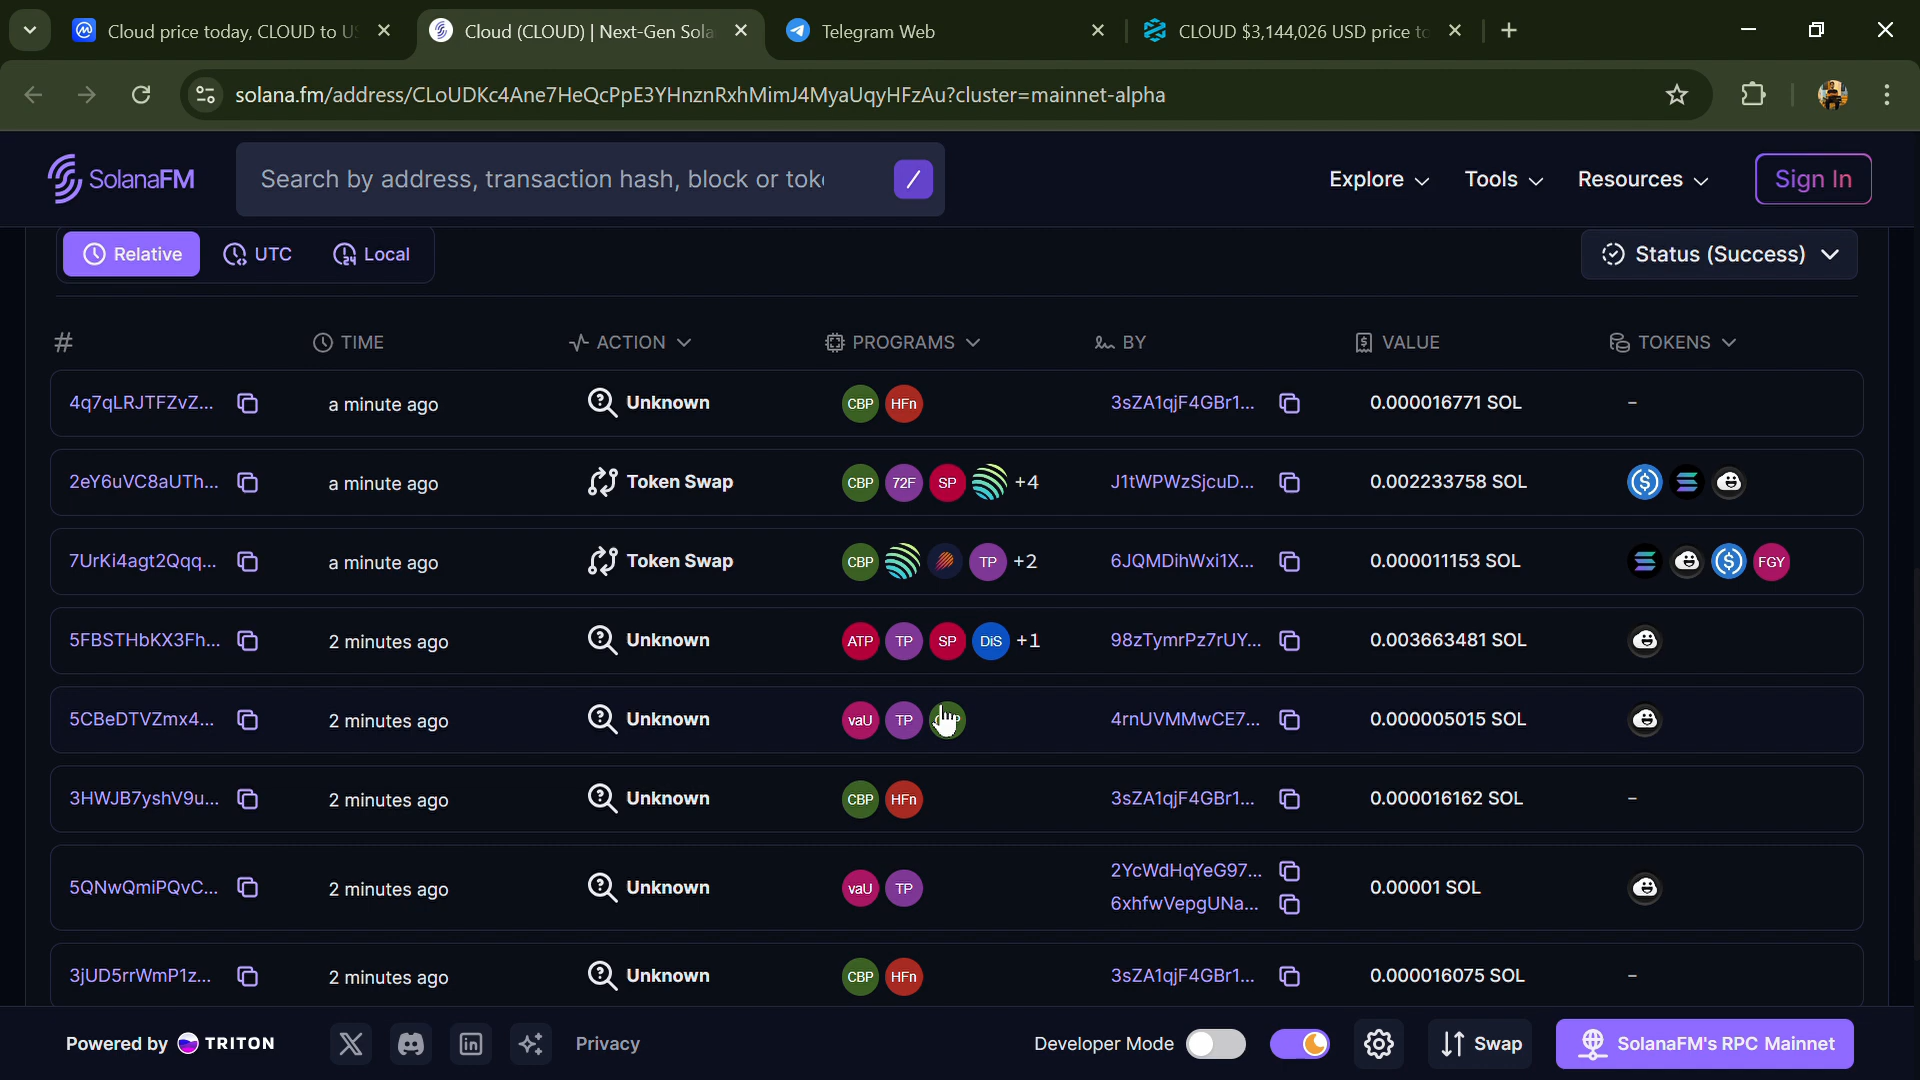 Cloud price today, CLOUD to U
Cloud (CLOUD) | Next-Gen Sola
Telegram Web
CLOUD $3,144,026 USD price to
solana.fm/address/CLoUDKc4Ane7HeQcPpE3YHnznRxhMimJ4MyaUqyHFzAu?cluster=mainnet-alpha
SolanaFM
Search by address, transaction hash, block or tok
/
Explore
Tools
Resources
Sign In
Relative
UTC
Local
Status (Success)
# TIME ACTION PROGRAMS BY VALUE TOKENS
4q7qLRJTFZvZ... a minute ago Unknown CBP HFn 3sZA1qjF4GBr1... 0.000016771 SOL –
2eY6uVC8aUTh... a minute ago Token Swap CBP 72F SP +4 J1tWPWzSjcuD... 0.002233758 SOL
7UrKi4agt2Qqq... a minute ago Token Swap CBP TP +2 6JQMDihWxi1X... 0.000011153 SOL FGY
5FBSTHbKX3Fh... 2 minutes ago Unknown ATP TP SP DiS +1 98zTymrPz7rUY... 0.003663481 SOL
5CBeDTVZmx4... 2 minutes ago Unknown vaU TP 4rnUVMMwCE7... 0.000005015 SOL
3HWJB7yshV9u... 2 minutes ago Unknown CBP HFn 3sZA1qjF4GBr1... 0.000016162 SOL –
5QNwQmiPQvC... 2 minutes ago Unknown vaU TP 2YcWdHqYeG97... 0.00001 SOL
6xhfwVepgUNa...
3jUD5rrWmP1z... 2 minutes ago Unknown CBP HFn 3sZA1qjF4GBr1... 0.000016075 SOL –
Powered by TRITON
Privacy
Developer Mode
Swap
SolanaFM's RPC Mainnet